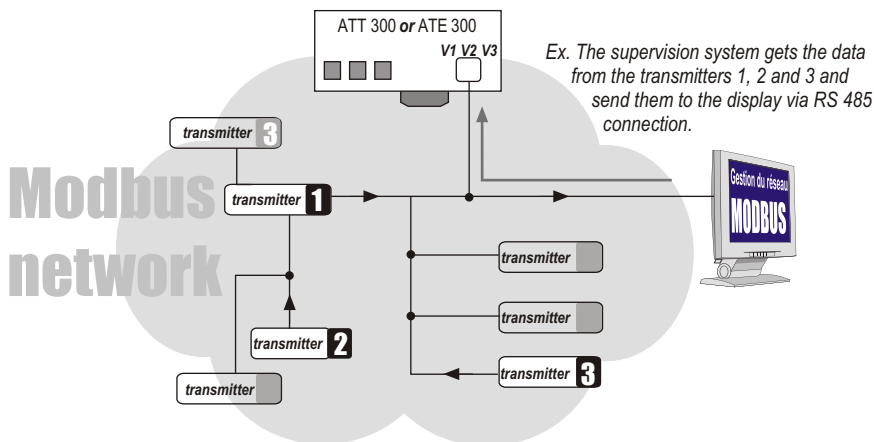 ATT 300 or ATE 300
V1 V2 V3
Ex. The supervision system gets the data
from the transmitters 1, 2 and 3 and
send them to the display via RS 485
connection.
transmitter 3
Modbus
network
transmitter 1
Gestion du réseau
MODBUS
transmitter
transmitter
transmitter 2
transmitter 3
transmitter